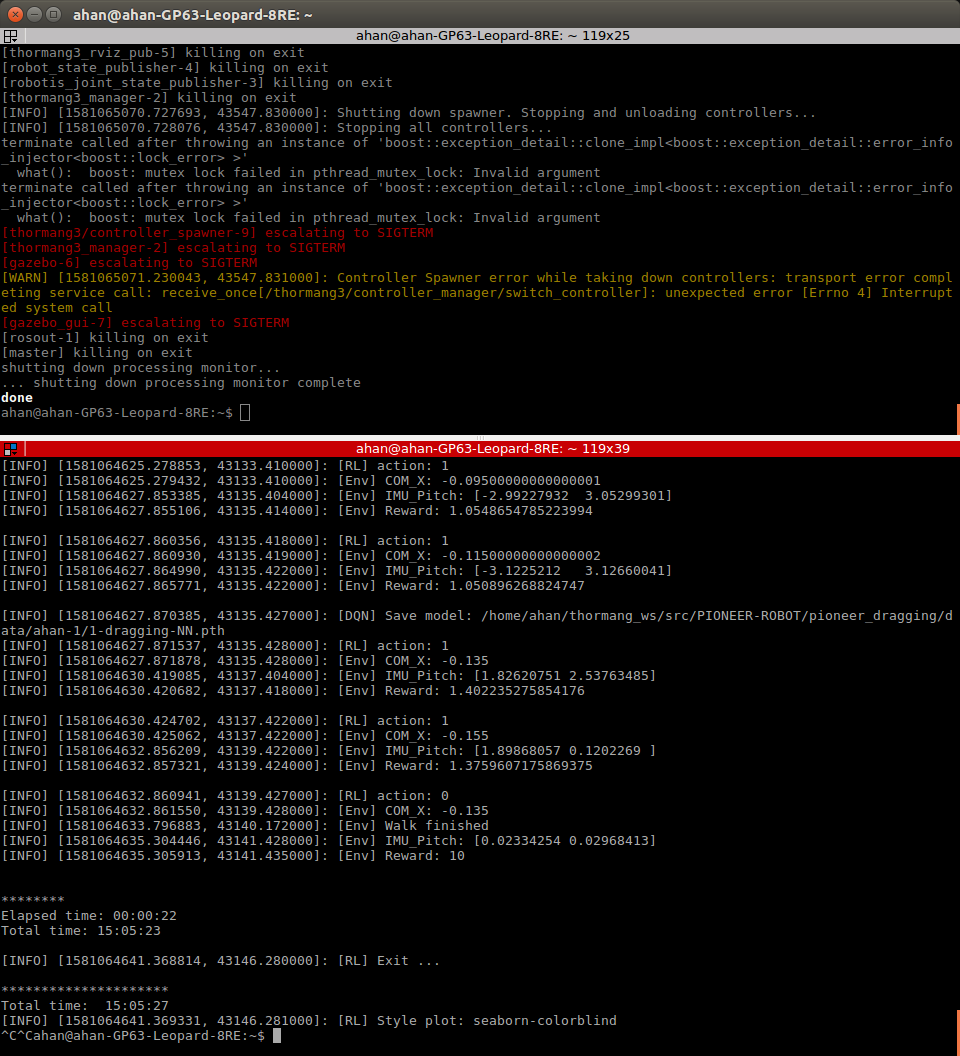 ahan@ahan-GP63-Leopard-8RE: ~
ahan@ahan-GP63-Leopard-8RE: ~ 119x25
[thormang3_rviz_pub-5] killing on exit
[robot_state_publisher-4] killing on exit
[robotis_joint_state_publisher-3] killing on exit
[thormang3_manager-2] killing on exit
[INFO] [1581065070.727693, 43547.830000]: Shutting down spawner. Stopping and unloading controllers...
[INFO] [1581065070.728076, 43547.830000]: Stopping all controllers...
terminate called after throwing an instance of 'boost::exception_detail::clone_impl<boost::exception_detail::error_info
_injector<boost::lock_error> >'
  what():  boost: mutex lock failed in pthread_mutex_lock: Invalid argument
terminate called after throwing an instance of 'boost::exception_detail::clone_impl<boost::exception_detail::error_info
_injector<boost::lock_error> >'
  what():  boost: mutex lock failed in pthread_mutex_lock: Invalid argument
[thormang3/controller_spawner-9] escalating to SIGTERM
[thormang3_manager-2] escalating to SIGTERM
[gazebo-6] escalating to SIGTERM
[WARN] [1581065071.230043, 43547.831000]: Controller Spawner error while taking down controllers: transport error compl
eting service call: receive_once[/thormang3/controller_manager/switch_controller]: unexpected error [Errno 4] Interrupt
ed system call
[gazebo_gui-7] escalating to SIGTERM
[rosout-1] killing on exit
[master] killing on exit
shutting down processing monitor...
... shutting down processing monitor complete
done
ahan@ahan-GP63-Leopard-8RE:~$
ahan@ahan-GP63-Leopard-8RE: ~ 119x39
[INFO] [1581064625.278853, 43133.410000]: [RL] action: 1
[INFO] [1581064625.279432, 43133.410000]: [Env] COM_X: -0.09500000000000001
[INFO] [1581064627.853385, 43135.404000]: [Env] IMU_Pitch: [-2.99227932  3.05299301]
[INFO] [1581064627.855106, 43135.414000]: [Env] Reward: 1.0548654785223994
[INFO] [1581064627.860356, 43135.418000]: [RL] action: 1
[INFO] [1581064627.860930, 43135.419000]: [Env] COM_X: -0.11500000000000002
[INFO] [1581064627.864990, 43135.422000]: [Env] IMU_Pitch: [-3.1225212   3.12660041]
[INFO] [1581064627.865771, 43135.422000]: [Env] Reward: 1.050896268824747
[INFO] [1581064627.870385, 43135.427000]: [DQN] Save model: /home/ahan/thormang_ws/src/PIONEER-ROBOT/pioneer_dragging/d
ata/ahan-1/1-dragging-NN.pth
[INFO] [1581064627.871537, 43135.428000]: [RL] action: 1
[INFO] [1581064627.871878, 43135.428000]: [Env] COM_X: -0.135
[INFO] [1581064630.419085, 43137.404000]: [Env] IMU_Pitch: [1.82620751 2.53763485]
[INFO] [1581064630.420682, 43137.418000]: [Env] Reward: 1.402235275854176
[INFO] [1581064630.424702, 43137.422000]: [RL] action: 1
[INFO] [1581064630.425062, 43137.422000]: [Env] COM_X: -0.155
[INFO] [1581064632.856209, 43139.422000]: [Env] IMU_Pitch: [1.89868057 0.1202269 ]
[INFO] [1581064632.857321, 43139.424000]: [Env] Reward: 1.3759607175869375
[INFO] [1581064632.860941, 43139.427000]: [RL] action: 0
[INFO] [1581064632.861550, 43139.428000]: [Env] COM_X: -0.135
[INFO] [1581064633.796883, 43140.172000]: [Env] Walk finished
[INFO] [1581064635.304446, 43141.428000]: [Env] IMU_Pitch: [0.02334254 0.02968413]
[INFO] [1581064635.305913, 43141.435000]: [Env] Reward: 10
********
Elapsed time: 00:00:22
Total time: 15:05:23
[INFO] [1581064641.368814, 43146.280000]: [RL] Exit ...
*********************
Total time:  15:05:27
[INFO] [1581064641.369331, 43146.281000]: [RL] Style plot: seaborn-colorblind
^C^Cahan@ahan-GP63-Leopard-8RE:~$